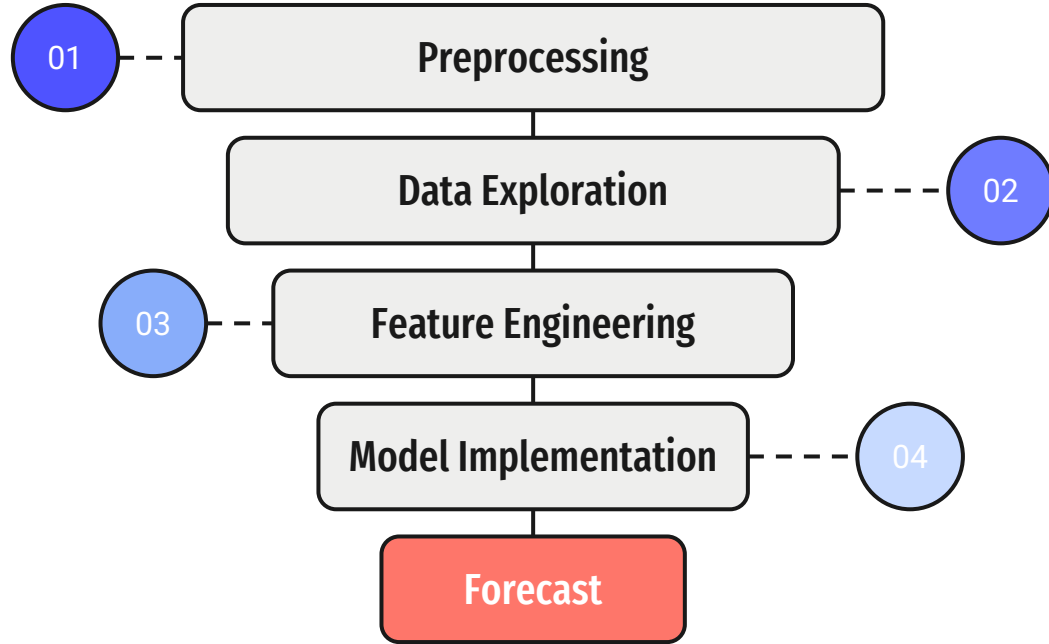 01
Preprocessing
Data Exploration
02
03
Feature Engineering
Model Implementation
04
Forecast